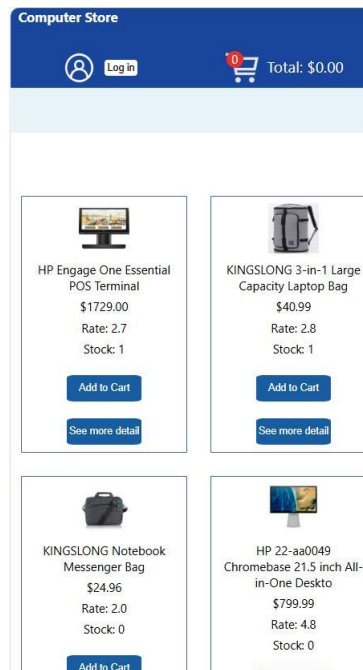 Computer Store
Log in
0
Total: $0.00
HP Engage One Essential
POS Terminal
$1729.00
Rate: 2.7
Stock: 1
Add to Cart
See more detail
KINGSLONG 3-in-1 Large
Capacity Laptop Bag
$40.99
Rate: 2.8
Stock: 1
Add to Cart
See more detail
KINGSLONG Notebook
Messenger Bag
$24.96
Rate: 2.0
Stock: 0
Add to Cart
HP 22-aa0049
Chromebase 21.5 inch All-
in-One Deskto
$799.99
Rate: 4.8
Stock: 0